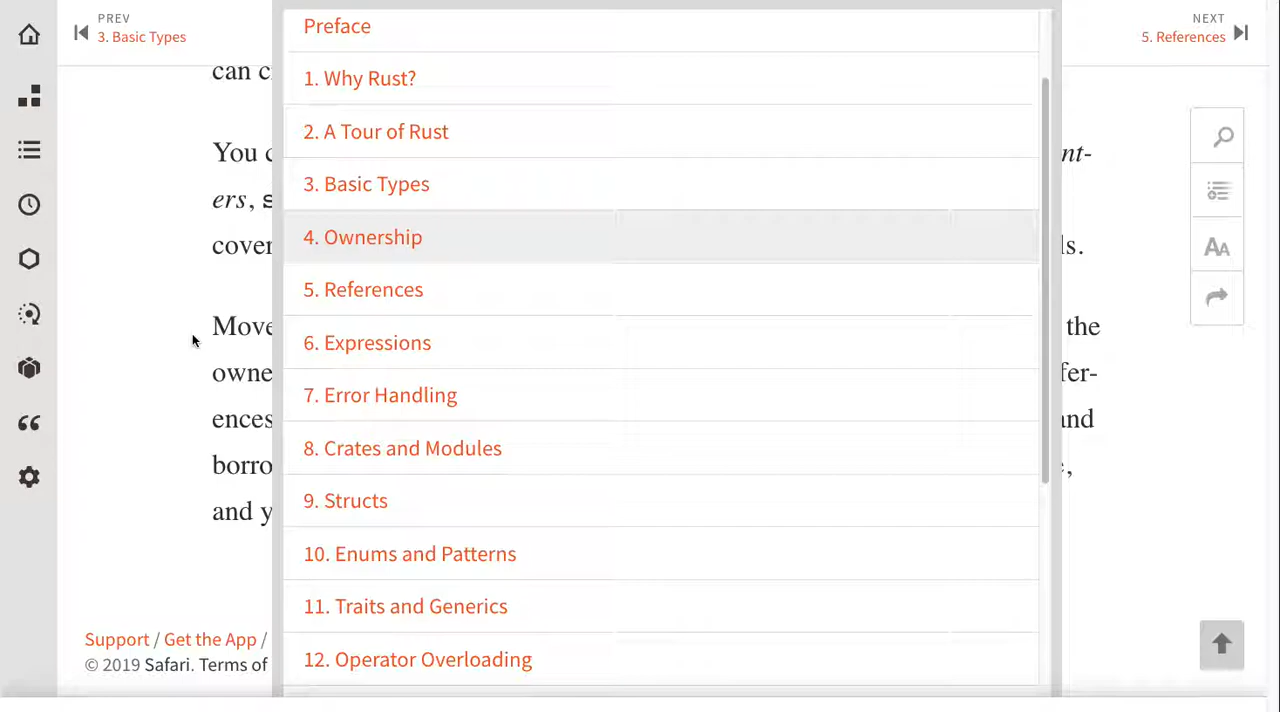 PREV
3. Basic Types
NEXT
5. References
Preface
1. Why Rust?
2. A Tour of Rust
3. Basic Types
4. Ownership
5. References
6. Expressions
7. Error Handling
8. Crates and Modules
9. Structs
10. Enums and Patterns
11. Traits and Generics
12. Operator Overloading
can c
You c nt-
ers, s
cover ls.
Move the
owne fer-
ences and
borro e,
and y
AA
Support / Get the App /
© 2019 Safari. Terms of